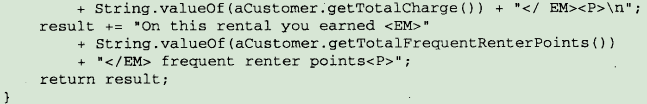 + String.valueOf(aCustomer.getTotalCharge()) + "</ EM><P>\n";
result += "On this rental you earned <EM>"
+ String.valueOf(aCustomer.getTotalFrequentRenterPoints())
+ "</EM> frequent renter points<P>";
return result;
}